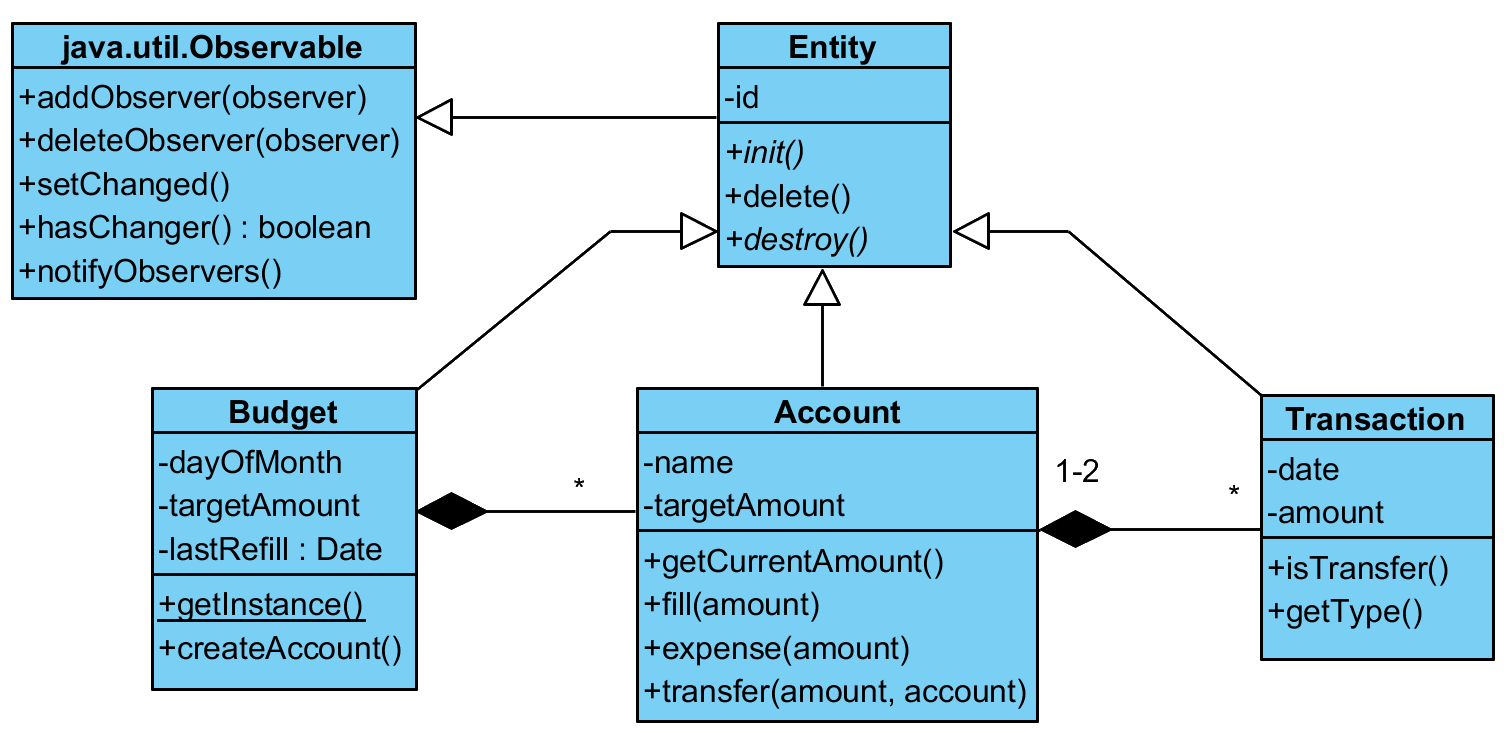 java.util.Observable
+addObserver(observer)
+deleteObserver(observer)
+setChanged()
+hasChanger() : boolean
+notifyObservers()
Entity
-id
+init()
+delete()
+destroy()
Budget
-dayOfMonth
-targetAmount
-lastRefill : Date
+getInstance()
+createAccount()
*
Account
-name
-targetAmount
+getCurrentAmount()
+fill(amount)
+expense(amount)
+transfer(amount, account)
1-2
*
Transaction
-date
-amount
+isTransfer()
+getType()